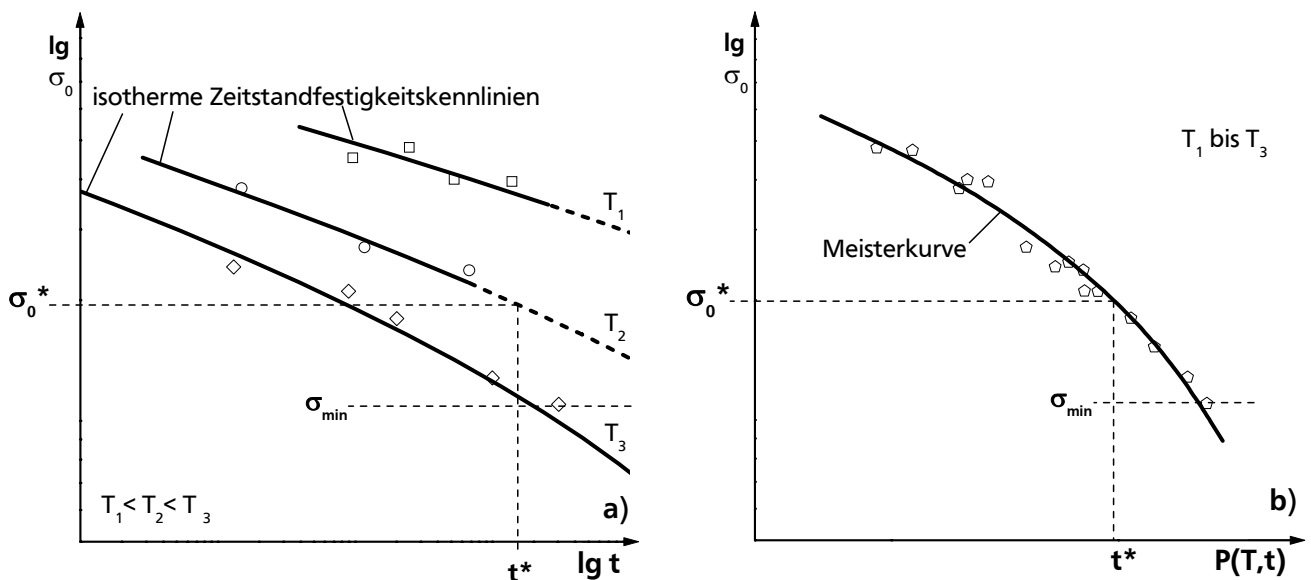 lg
σ₀
isotherme Zeitstandfestigkeitskennlinien
T₁
σ₀*
T₂
σmin
T₃
T₁< T₂< T₃
a)
t*
lg t
lg
σ₀
T₁ bis T₃
Meisterkurve
σ₀*
σmin
b)
t*
P(T,t)